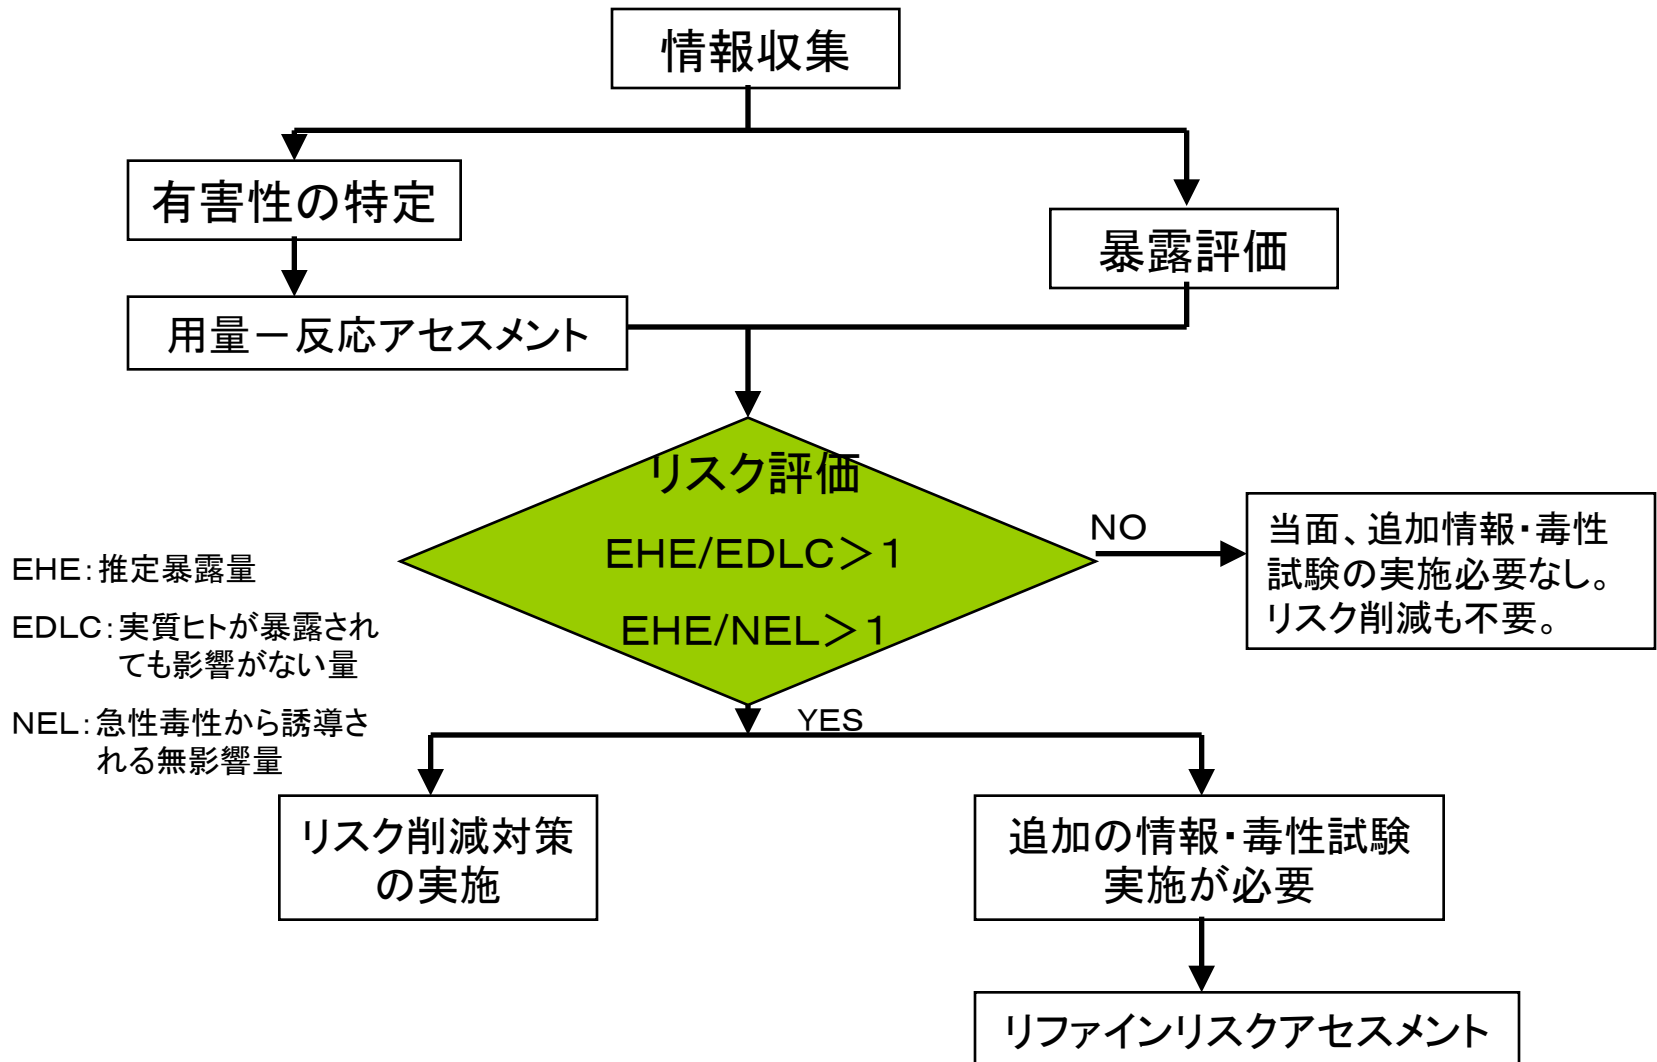 情報収集
有害性の特定
暴露評価
用量－反応アセスメント
リスク評価
EHE/EDLC＞１
EHE/NEL＞１
NO
当面、追加情報・毒性
試験の実施必要なし。
リスク削減も不要。
EHE：推定暴露量
EDLC：実質ヒトが暴露され
ても影響がない量
NEL：急性毒性から誘導さ
れる無影響量
YES
リスク削減対策
の実施
追加の情報・毒性試験
実施が必要
リファインリスクアセスメント